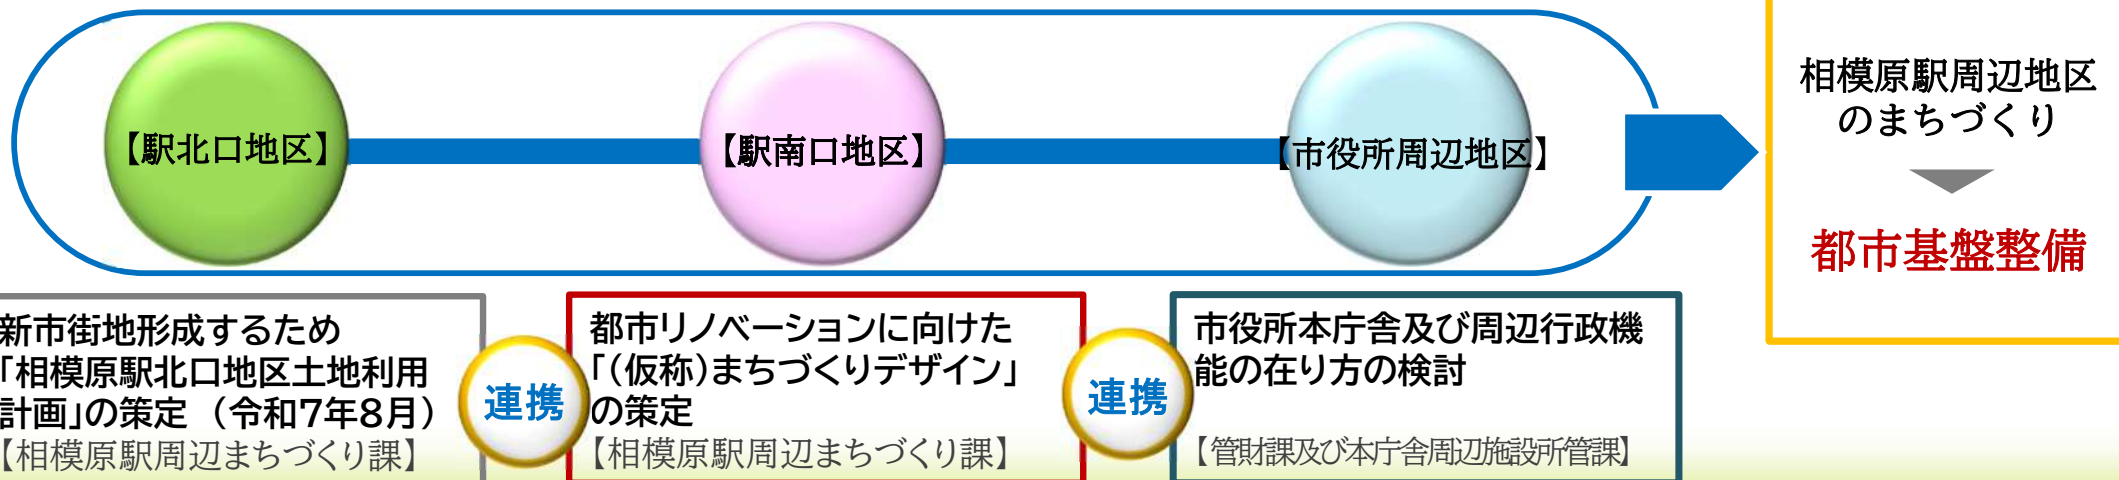 【駅北口地区】
【駅南口地区】
【市役所周辺地区】
相模原駅周辺地区
のまちづくり
都市基盤整備
新市街地形成するため
「相模原駅北口地区土地利用
計画」の策定 （令和7年8月）
【相模原駅周辺まちづくり課】
連携
都市リノベーションに向けた
「（仮称）まちづくりデザイン」
の策定
【相模原駅周辺まちづくり課】
連携
市役所本庁舎及び周辺行政機
能の在り方の検討
【管財課及び本庁舎周辺施設所管課】